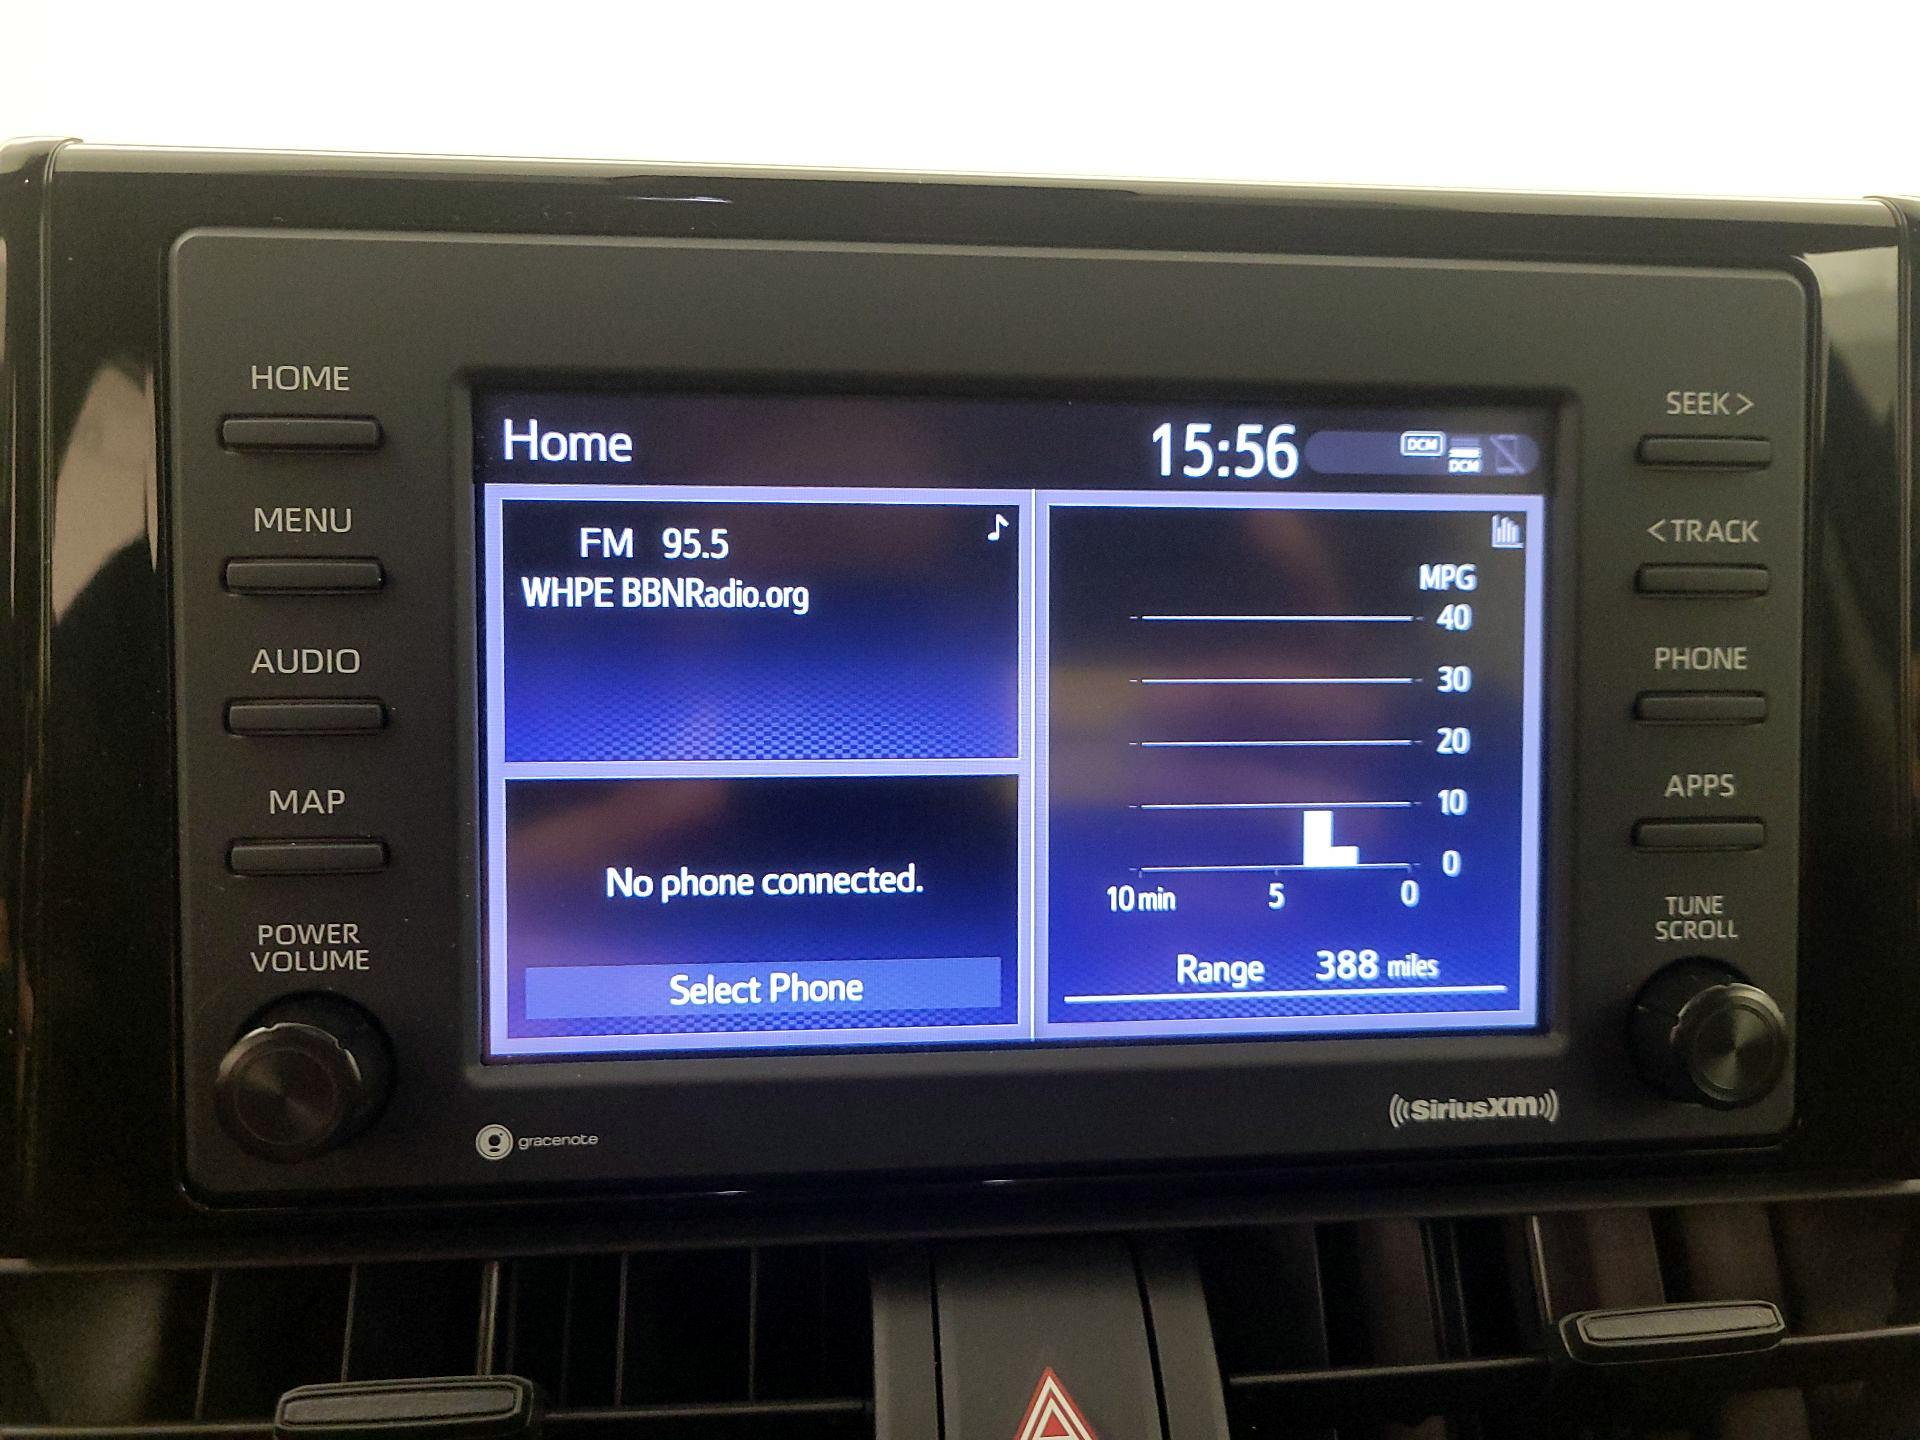 HOME
MENU
AUDIO
MAP
POWER
VOLUME
Home
15:56
DCM
DCM
FM 95.5
WHPE BBNRadio.org
No phone connected.
Select Phone
MPG
40
30
20
10
0
10 min 5 0
Range 388 miles
SEEK >
< TRACK
PHONE
APPS
TUNE
SCROLL
gracenote
((SiriusXM))